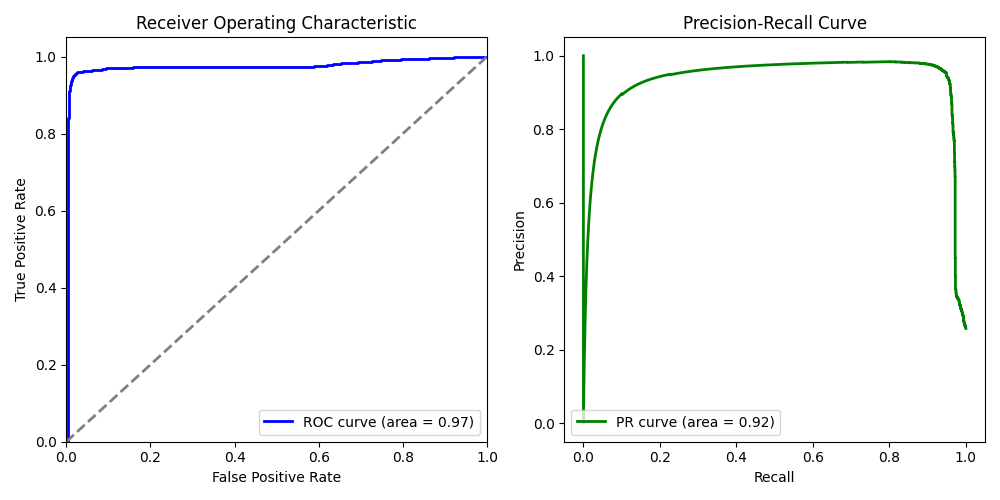 Receiver Operating Characteristic
True Positive Rate
1.0
0.8
0.6
0.4
0.2
0.0
0.0 0.2 0.4 0.6 0.8 1.0
False Positive Rate
ROC curve (area = 0.97)
Precision-Recall Curve
Precision
1.0
0.8
0.6
0.4
0.2
0.0
0.0 0.2 0.4 0.6 0.8 1.0
Recall
PR curve (area = 0.92)